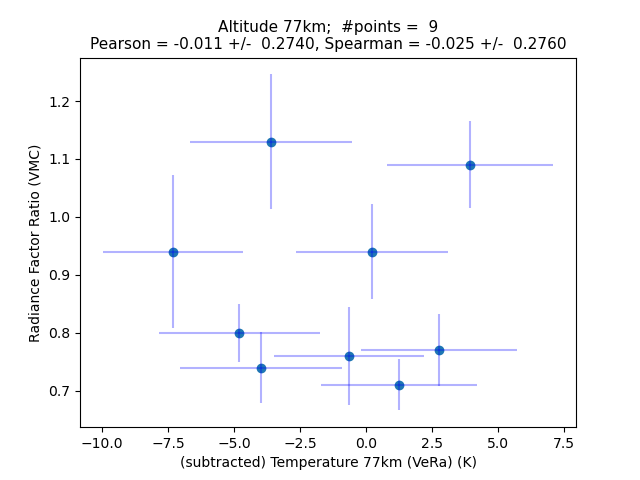 Altitude 77km;  #points =  9
Pearson = -0.011 +/-  0.2740, Spearman = -0.025 +/-  0.2760
Radiance Factor Ratio (VMC)
1.2
1.1
1.0
0.9
0.8
0.7
−10.0 −7.5 −5.0 −2.5 0.0 2.5 5.0 7.5
(subtracted) Temperature 77km (VeRa) (K)